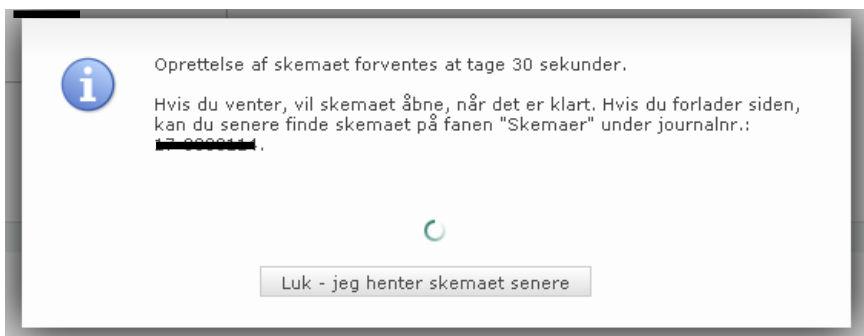 Oprettelse af skemaet forventes at tage 30 sekunder.
Hvis du venter, vil skemaet åbne, når det er klart. Hvis du forlader siden,
kan du senere finde skemaet på fanen "Skemaer" under journalnr.:
Luk - jeg henter skemaet senere